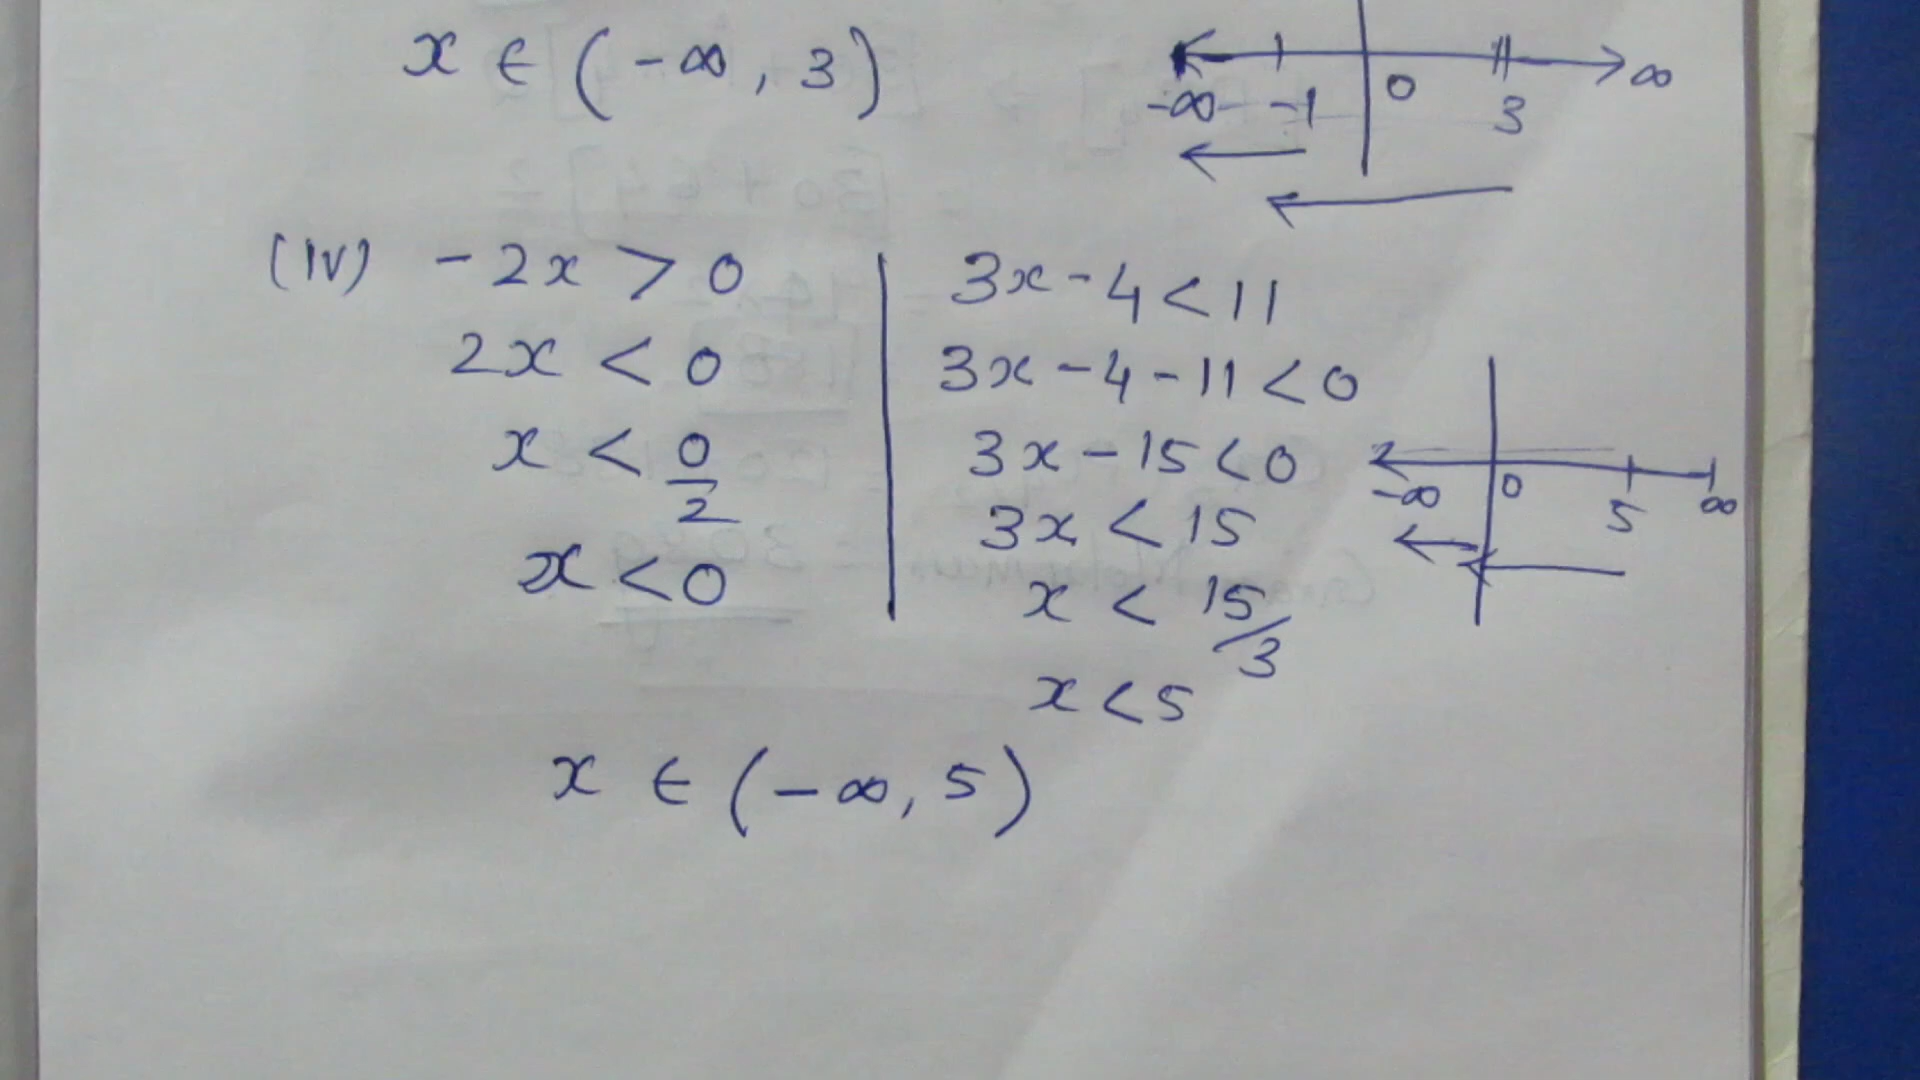 x ∈ (-∞, 3)
-∞ -1 0 3 ∞
(iv) -2x > 0
2x < 0
x < 0/2
x < 0
3x - 4 < 11
3x - 4 - 11 < 0
3x - 15 < 0
3x < 15
x < 15/3
x < 5
-∞ 0 5 ∞
x ∈ (-∞, 5)